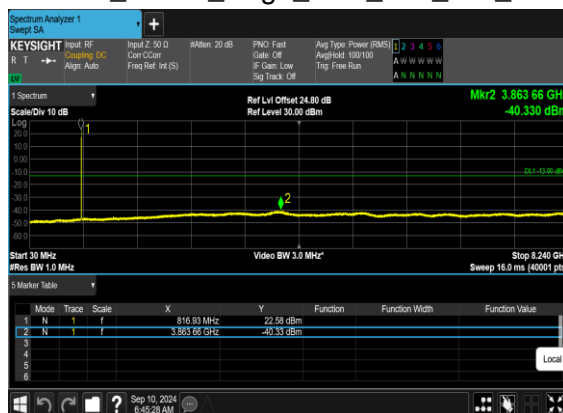 Spectrum Analyzer 1
Swept SA
+
KEYSIGHT
R T
LV
Input: RF
Coupling: DC
Align: Auto
Input Z: 50 Ω
Corr CCorr
Freq Ref: Int (S)
#Atten: 20 dB
PNO: Fast
Gate: Off
IF Gain: Low
Sig Track: Off
Avg Type: Power (RMS)
Avg|Hold: 100/100
Trig: Free Run
1 2 3 4 5 6
A W W W W W
A N N N N N
1 Spectrum
Scale/Div 10 dB
Ref Lvl Offset 24.80 dB
Ref Level 30.00 dBm
Mkr2 3.863 66 GH
-40.330 dBm
Log
20.0
10.0
0.00
-10.0
-20.0
-30.0
-40.0
-50.0
-60.0
1
2
DL1 -13.00 dB
Start 30 MHz
#Res BW 1.0 MHz
Video BW 3.0 MHz*
Stop 8.240 GH
Sweep 16.0 ms (40001 pts
5 Marker Table
Mode Trace Scale X Y Function Function Width Function Value
1 N 1 f 816.93 MHz 22.58 dBm
2 N 1 f 3.863 66 GHz -40.33 dBm
3
4
5
6
Local
?
Sep 10, 2024
6:45:28 AM